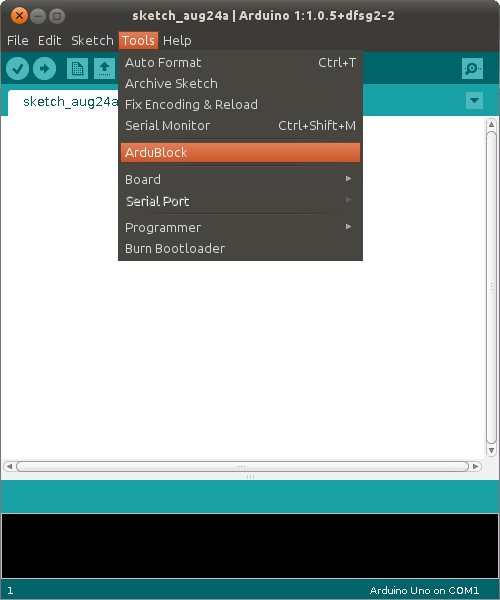 sketch_aug24a | Arduino 1:1.0.5+dfsg2-2
File Edit Sketch Tools Help
sketch_aug24a
Auto Format Ctrl+T
Archive Sketch
Fix Encoding & Reload
Serial Monitor Ctrl+Shift+M
ArduBlock
Board
Serial Port
Programmer
Burn Bootloader
1 Arduino Uno on COM1